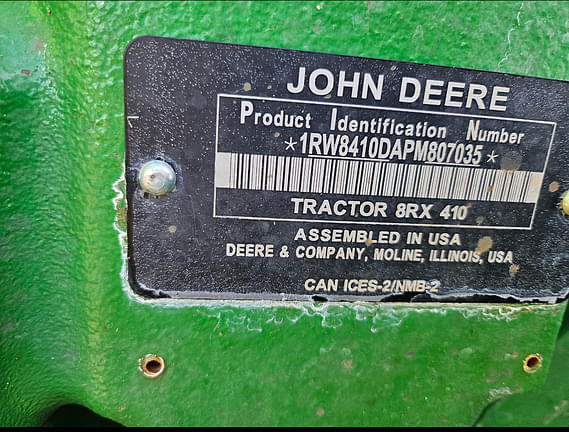 JOHN DEERE
Product Identification Number
*1RW8410DAPM807035*
TRACTOR 8RX 410
ASSEMBLED IN USA
DEERE & COMPANY, MOLINE, ILLINOIS, USA
CAN ICES-2/NMB-2